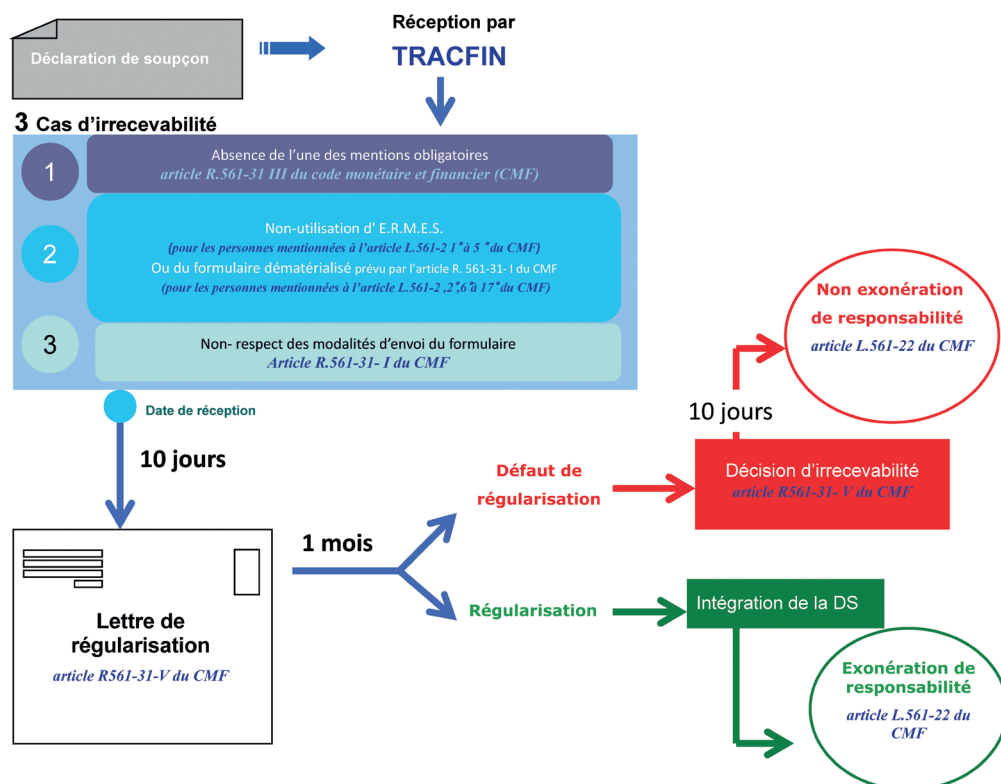 Déclaration de soupçon
Réception par
TRACFIN
3 Cas d'irrecevabilité
1
Absence de l'une des mentions obligatoires
article R.561-31 III du code monétaire et financier (CMF)
2
Non-utilisation d' E.R.M.E.S.
(pour les personnes mentionnées à l'article L.561-2 1° à 5 ° du CMF)
Ou du formulaire dématérialisé prévu par l'article R. 561-31- I du CMF
(pour les personnes mentionnées à l'article L.561-2 ,2°,6°à 17° du CMF)
3
Non- respect des modalités d'envoi du formulaire
Article R.561-31- I du CMF
Date de réception
10 jours
Lettre de
régularisation
article R561-31-V du CMF
1 mois
Défaut de
régularisation
Décision d'irrecevabilité
article R561-31- V du CMF
10 jours
Non exonération
de responsabilité
article L.561-22 du CMF
Régularisation
Intégration de la DS
Exonération de
responsabilité
article L.561-22 du
CMF